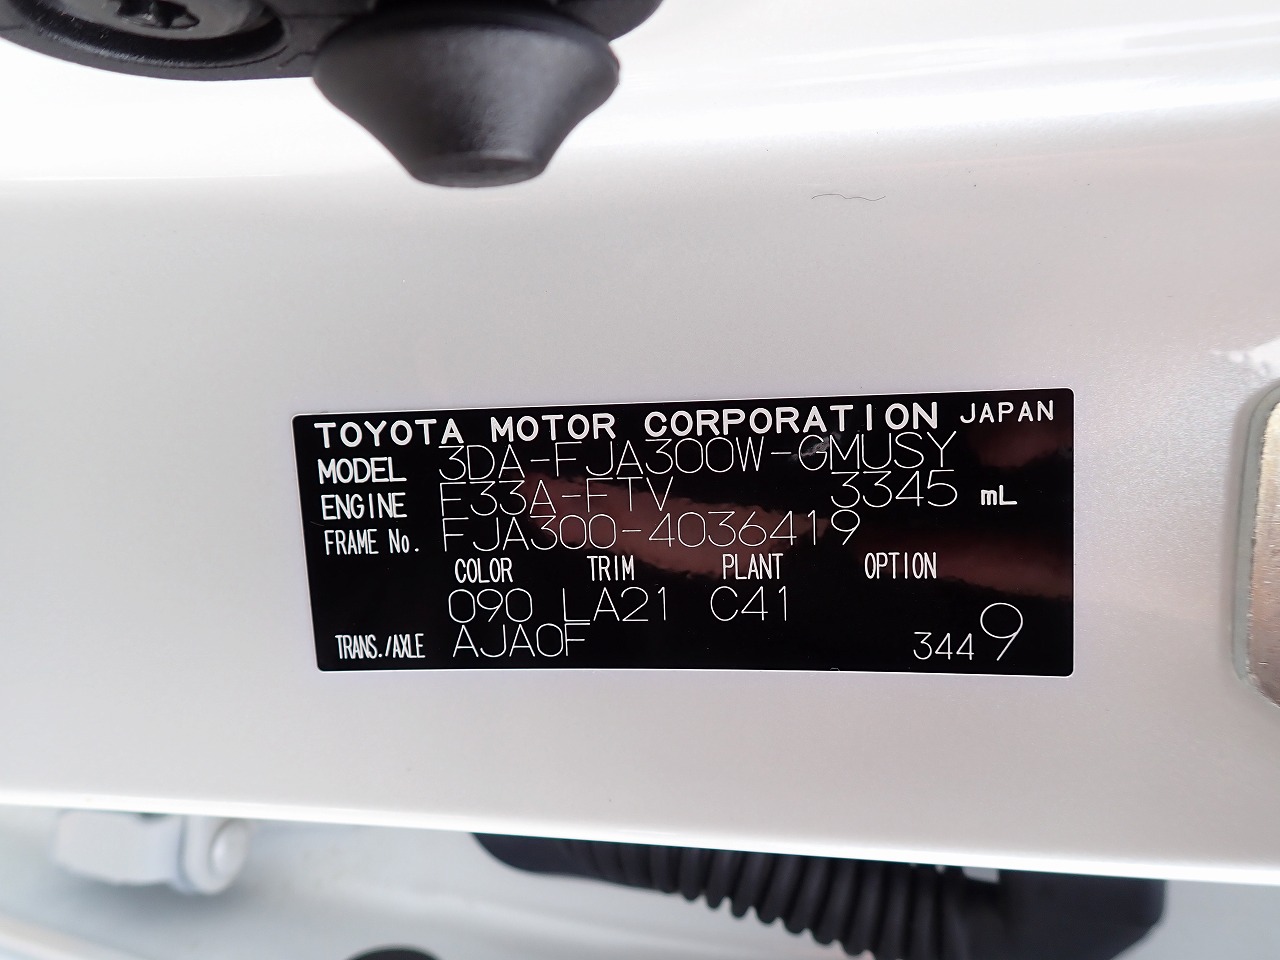 TOYOTA MOTOR CORPORATION JAPAN
MODEL 3DA-FJA300W-GMUSY
ENGINE F33A-FTV 3345 mL
FRAME No. FJA300-4036419
COLOR TRIM PLANT OPTION
090 LA21 C41
TRANS./AXLE AJA0F 3449